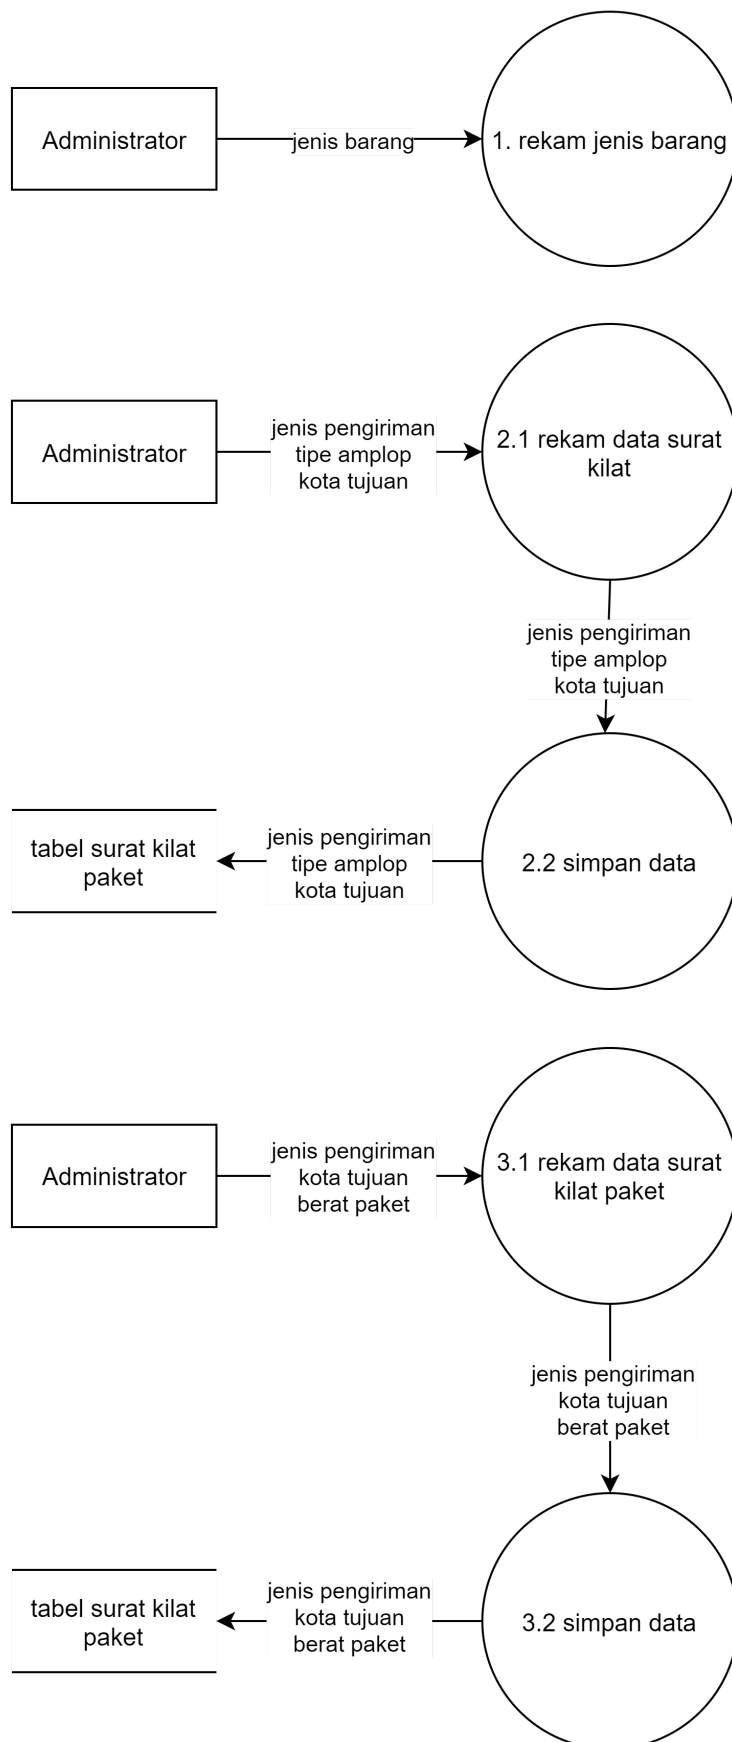 Administrator
jenis barang
1. rekam jenis barang
Administrator
jenis pengiriman
tipe amplop
kota tujuan
2.1 rekam data surat
kilat
jenis pengiriman
tipe amplop
kota tujuan
tabel surat kilat
paket
jenis pengiriman
tipe amplop
kota tujuan
2.2 simpan data
Administrator
jenis pengiriman
kota tujuan
berat paket
3.1 rekam data surat
kilat paket
jenis pengiriman
kota tujuan
berat paket
tabel surat kilat
paket
jenis pengiriman
kota tujuan
berat paket
3.2 simpan data